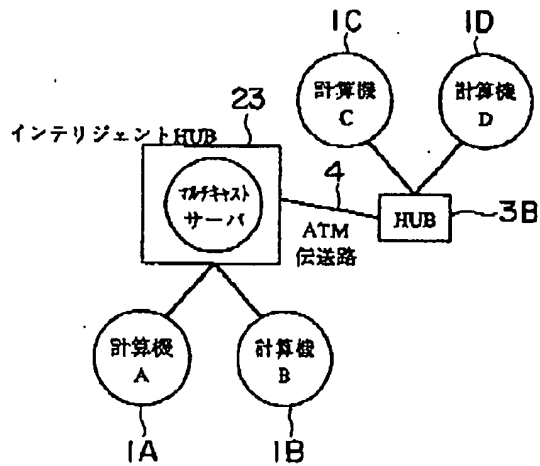 1C
1D
計算機
C
計算機
D
23
インテリジェントHUB
マルチキャスト
サーバ
4
ATM
伝送路
HUB
3B
計算機
A
計算機
B
1A
1B